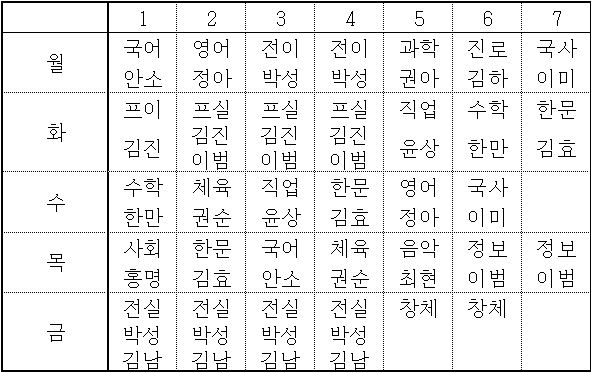 1 2 3 4 5 6 7
월 국어 영어 전이 전이 과학 진로 국사
안소 정아 박성 박성 권아 김하 이미
화 프이 프실 프실 프실 직업 수학 한문
김진 김진 김진 김진 윤상 한만 김효
이범 이범 이범
수 수학 체육 직업 한문 영어 국사
한만 권순 윤상 김효 정아 이미
목 사회 한문 국어 체육 음악 정보 정보
홍명 김효 안소 권순 최현 이범 이범
금 전실 전실 전실 전실 창체 창체
박성 박성 박성 박성
김남 김남 김남 김남